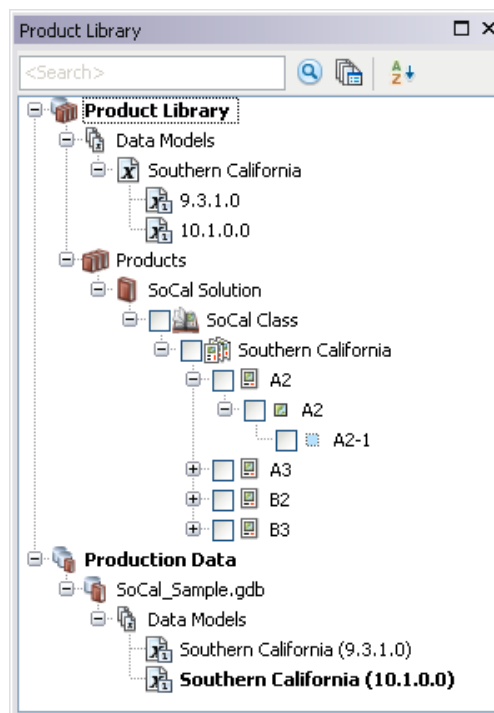 Product Library
<Search>
Product Library
Data Models
Southern California
9.3.1.0
10.1.0.0
Products
SoCal Solution
SoCal Class
Southern California
A2
A2
A2-1
A3
B2
B3
Production Data
SoCal_Sample.gdb
Data Models
Southern California (9.3.1.0)
Southern California (10.1.0.0)